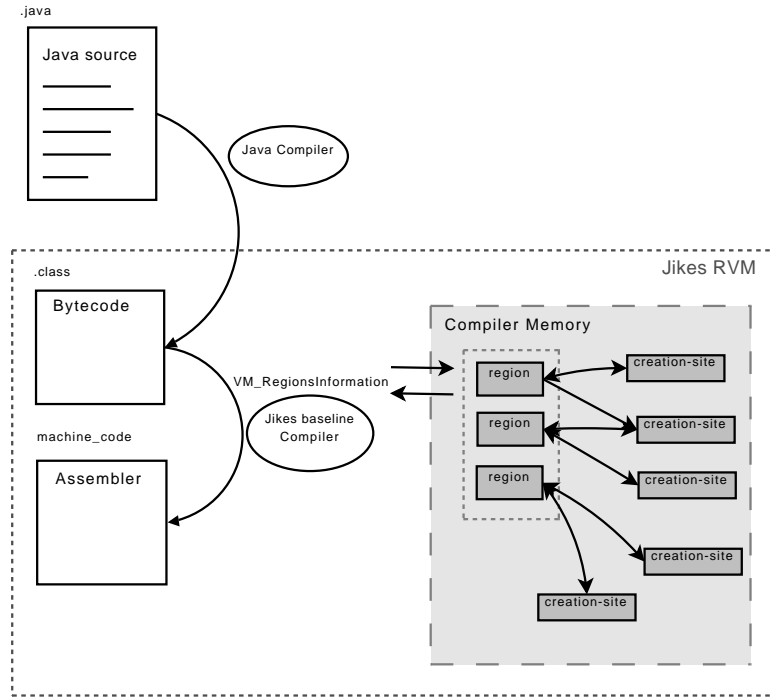 .java
Java source
Java Compiler
Jikes RVM
.class
Bytecode
Compiler Memory
VM_RegionsInformation
Jikes baseline
Compiler
region
creation-site
region
creation-site
region
creation-site
machine_code
Assembler
creation-site
creation-site